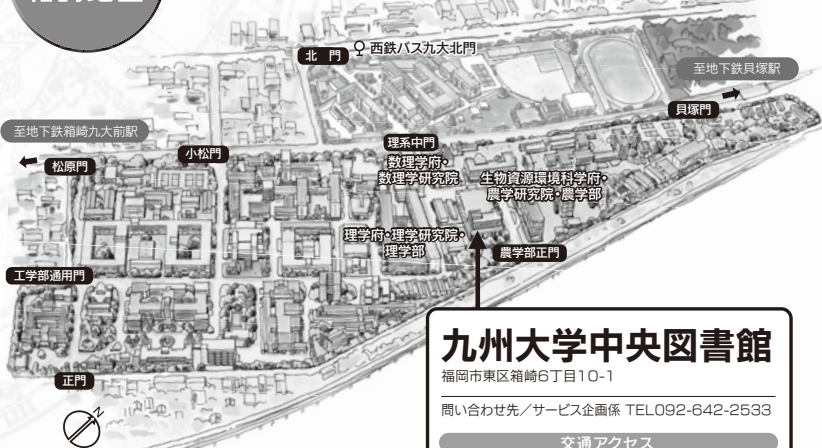 北 門
西鉄バス九大北門
至地下鉄貝塚駅
貝塚門
至地下鉄箱崎九大前駅
松原門
小松門
理系中門
数理学府・
数理学研究院
生物資源環境科学府・
農学研究院・農学部
理学府・理学研究院・
理学部
農学部正門
工学部通用門
正門
N
九州大学中央図書館
福岡市東区箱崎6丁目10-1
問い合わせ先／サービス企画係 TEL092-642-2533
交通アクセス